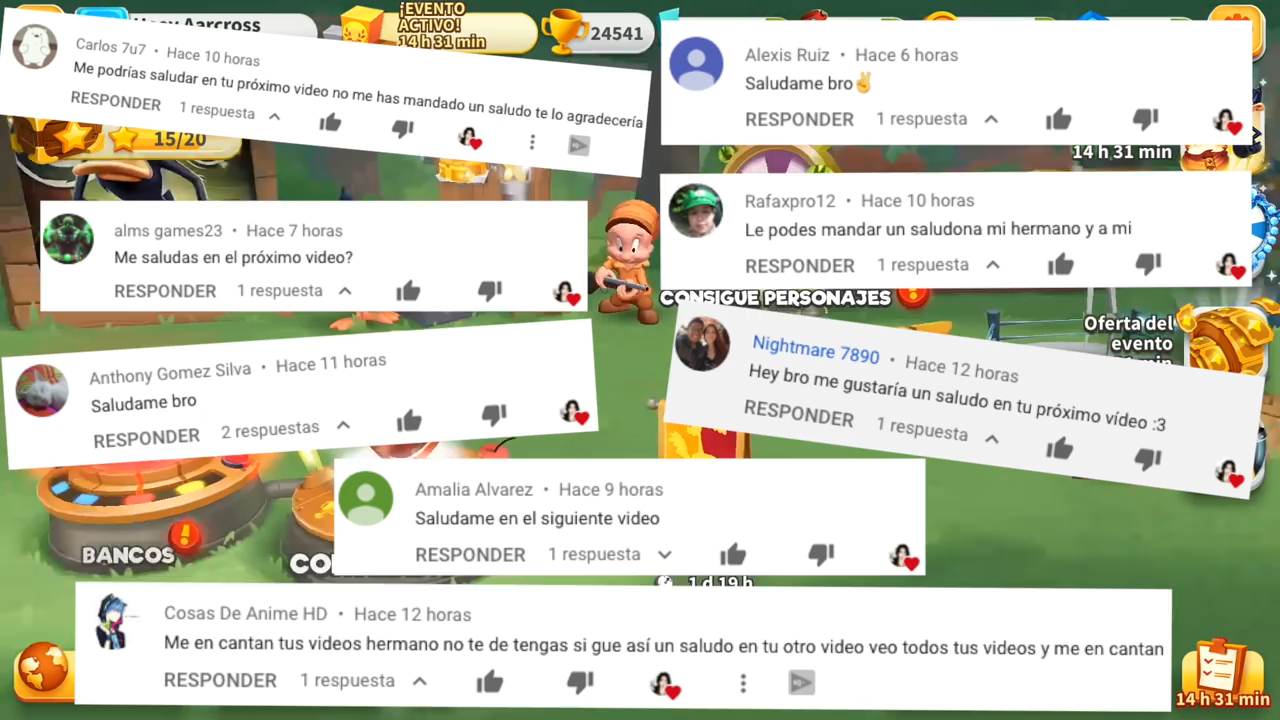 Aarcross
¡EVENTO
ACTIVO!
14 h 31 min
24541
Carlos 7u7 • Hace 10 horas
Me podrías saludar en tu próximo video no me has mandado un saludo te lo agradecería
RESPONDER 1 respuesta
15/20
Alexis Ruiz • Hace 6 horas
Saludame bro✌
RESPONDER 1 respuesta
14 h 31 min
alms games23 • Hace 7 horas
Me saludas en el próximo video?
RESPONDER 1 respuesta
Rafaxpro12 • Hace 10 horas
Le podes mandar un saludona mi hermano y a mi
RESPONDER 1 respuesta
CONSIGUE PERSONAJES
Oferta del
evento
min
Anthony Gomez Silva • Hace 11 horas
Saludame bro
RESPONDER 2 respuestas
Nightmare 7890 • Hace 12 horas
Hey bro me gustaría un saludo en tu próximo vídeo :3
RESPONDER 1 respuesta
BANCOS
CO
Amalia Alvarez • Hace 9 horas
Saludame en el siguiente video
RESPONDER 1 respuesta
1 d 19 h
Cosas De Anime HD • Hace 12 horas
Me en cantan tus videos hermano no te de tengas si gue así un saludo en tu otro video veo todos tus videos y me en cantan
RESPONDER 1 respuesta
14 h 31 min